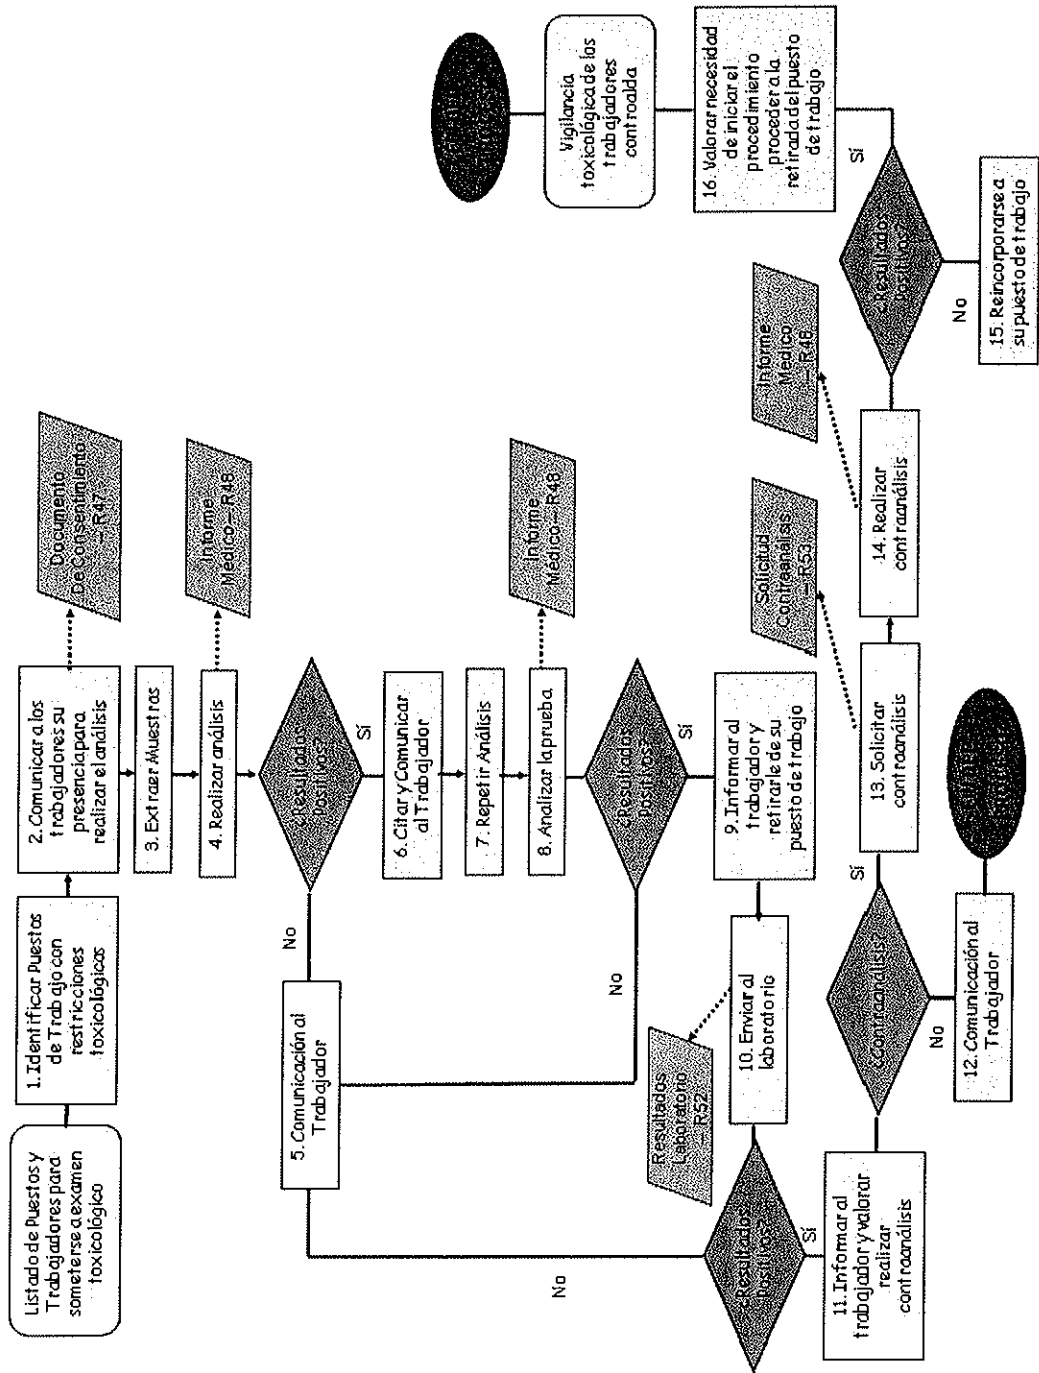 Listado de Puestos y
Trabajadores para
someterse a examen
toxicológico
1. Identificar Puestos
de Trabajo con
restricciones
toxicológicas
2. Comunicar a los
trabajadores su
presencia para
realizar el análisis
Documento
De Consentimiento
— R47
3. Extraer Muestras
4. Realizar análisis
Informe
Medico — R48
¿Resultados
Positivos?
No
Sí
5. Comunicación al
Trabajador
6. Citar y Comunicar
al Trabajador
7. Repetir Análisis
8. Analizar la prueba
Informe
Medico — R48
¿Resultados
positivos?
No
Sí
9. Informar al
trabajador y
retirarle de su
puesto de trabajo
10. Enviar al
laboratorio
Resultados
Laboratorio
— R52
¿Resultados
Positivos?
No
Sí
11. Informar al
trabajador y valorar
realizar
contraanálisis
¿Contraanalisis?
No
Sí
12. Comunicación al
Trabajador
13. Solicitar
contraanálisis
Solicitud
Contraanalisis
— R53
14. Realizar
contraanálisis
Informe
Medico
— R48
¿Resultados
Positivos?
No
Sí
15. Reincorporarse a
su puesto de trabajo
16. Valorar necesidad
de iniciar el
procedimiento
proceder a la
retirada del puesto
de trabajo
Vigilancia
toxicológica de los
trabajadores
controalda